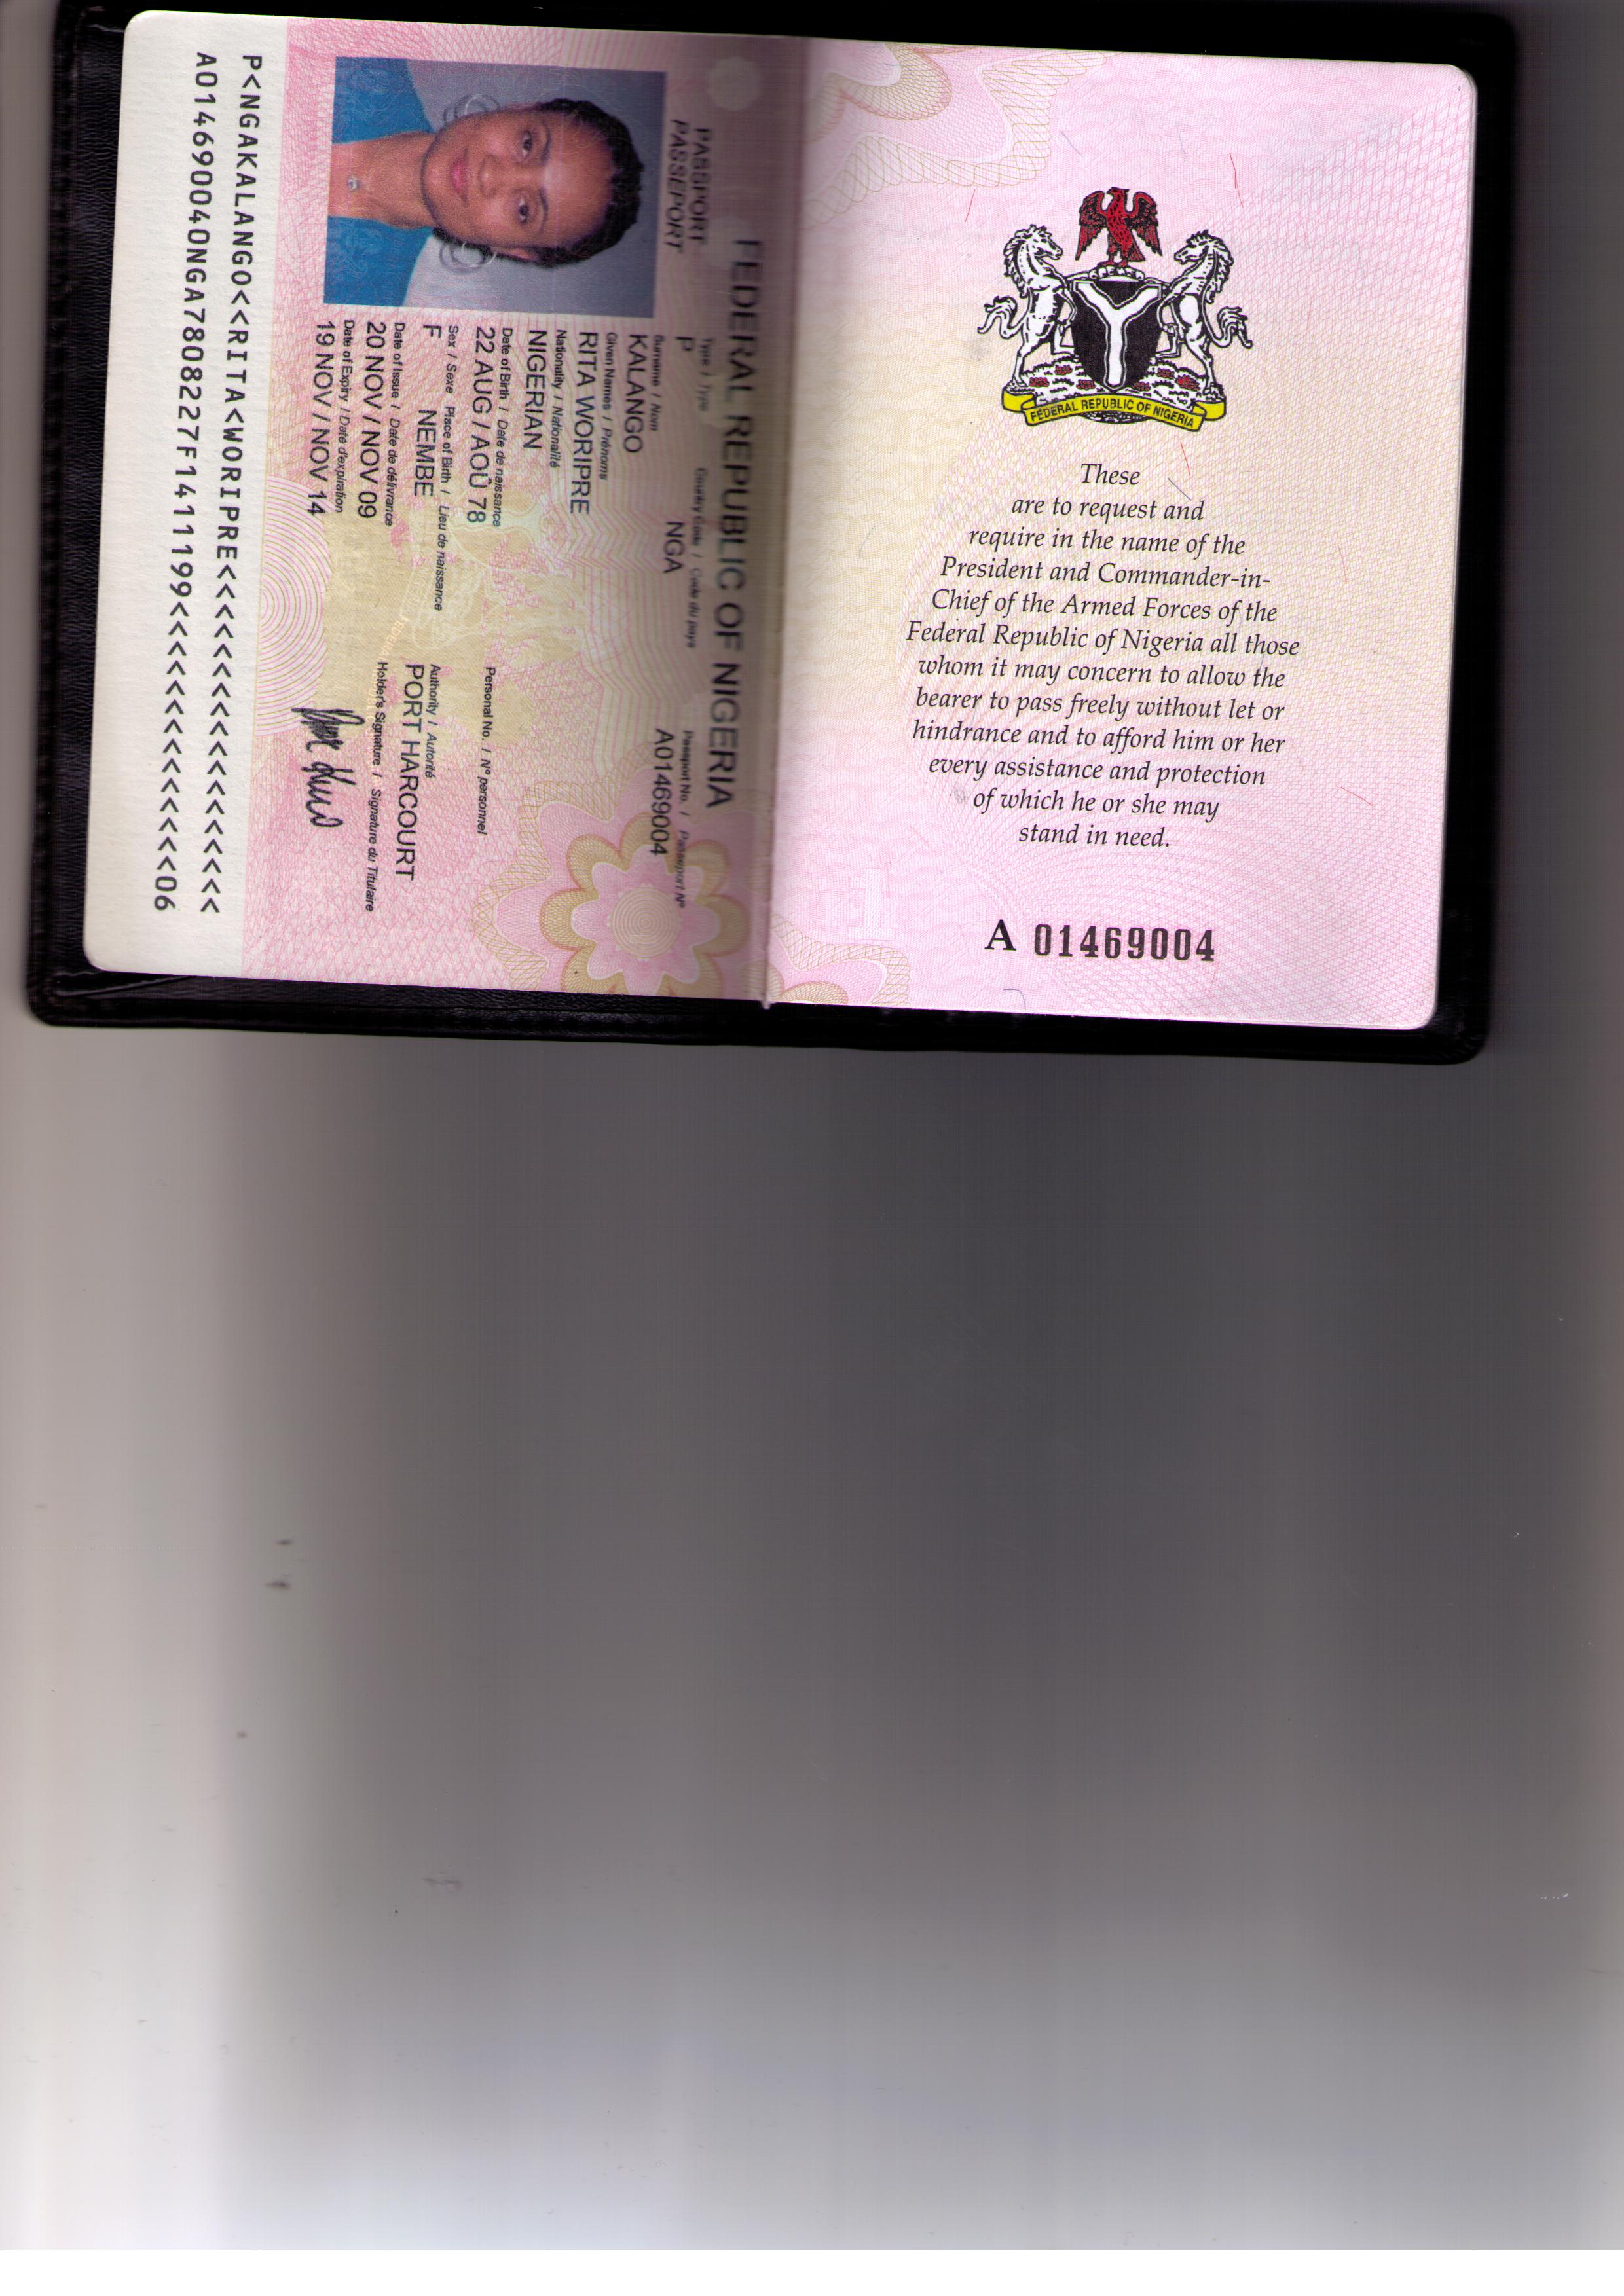 FEDERAL REPUBLIC OF NIGERIA
These
are to request and
require in the name of the
President and Commander-in-
Chief of the Armed Forces of the
Federal Republic of Nigeria all those
whom it may concern to allow the
bearer to pass freely without let or
hindrance and to afford him or her
every assistance and protection
of which he or she may
stand in need.
A 01469004
FEDERAL REPUBLIC OF NIGERIA
PASSPORT
PASSEPORT
Type / Type Country Code / Code du pays Passport No. / Passeport Nº
P NGA A01469004
Surname / Nom
KALANGO
Given Names / Prénoms
RITA WORIPRE
Nationality / Nationalité
NIGERIAN
Date of Birth / Date de naissance Personal No. / Nº personnel
22 AUG / AOÛ 78
Sex / Sexe Place of Birth / Lieu de naissance Authority / Autorité
F NEMBE PORT HARCOURT
Date of Issue / Date de délivrance Holder's Signature / Signature du Titulaire
20 NOV / NOV 09
Date of Expiry / Date d'expiration
19 NOV / NOV 14
P<NGAKALANGO<<RITA<WORIPRE<<<<<<<<<<<<<<<<<<
A014690040NGA7808227F1411199<<<<<<<<<<<<<<06